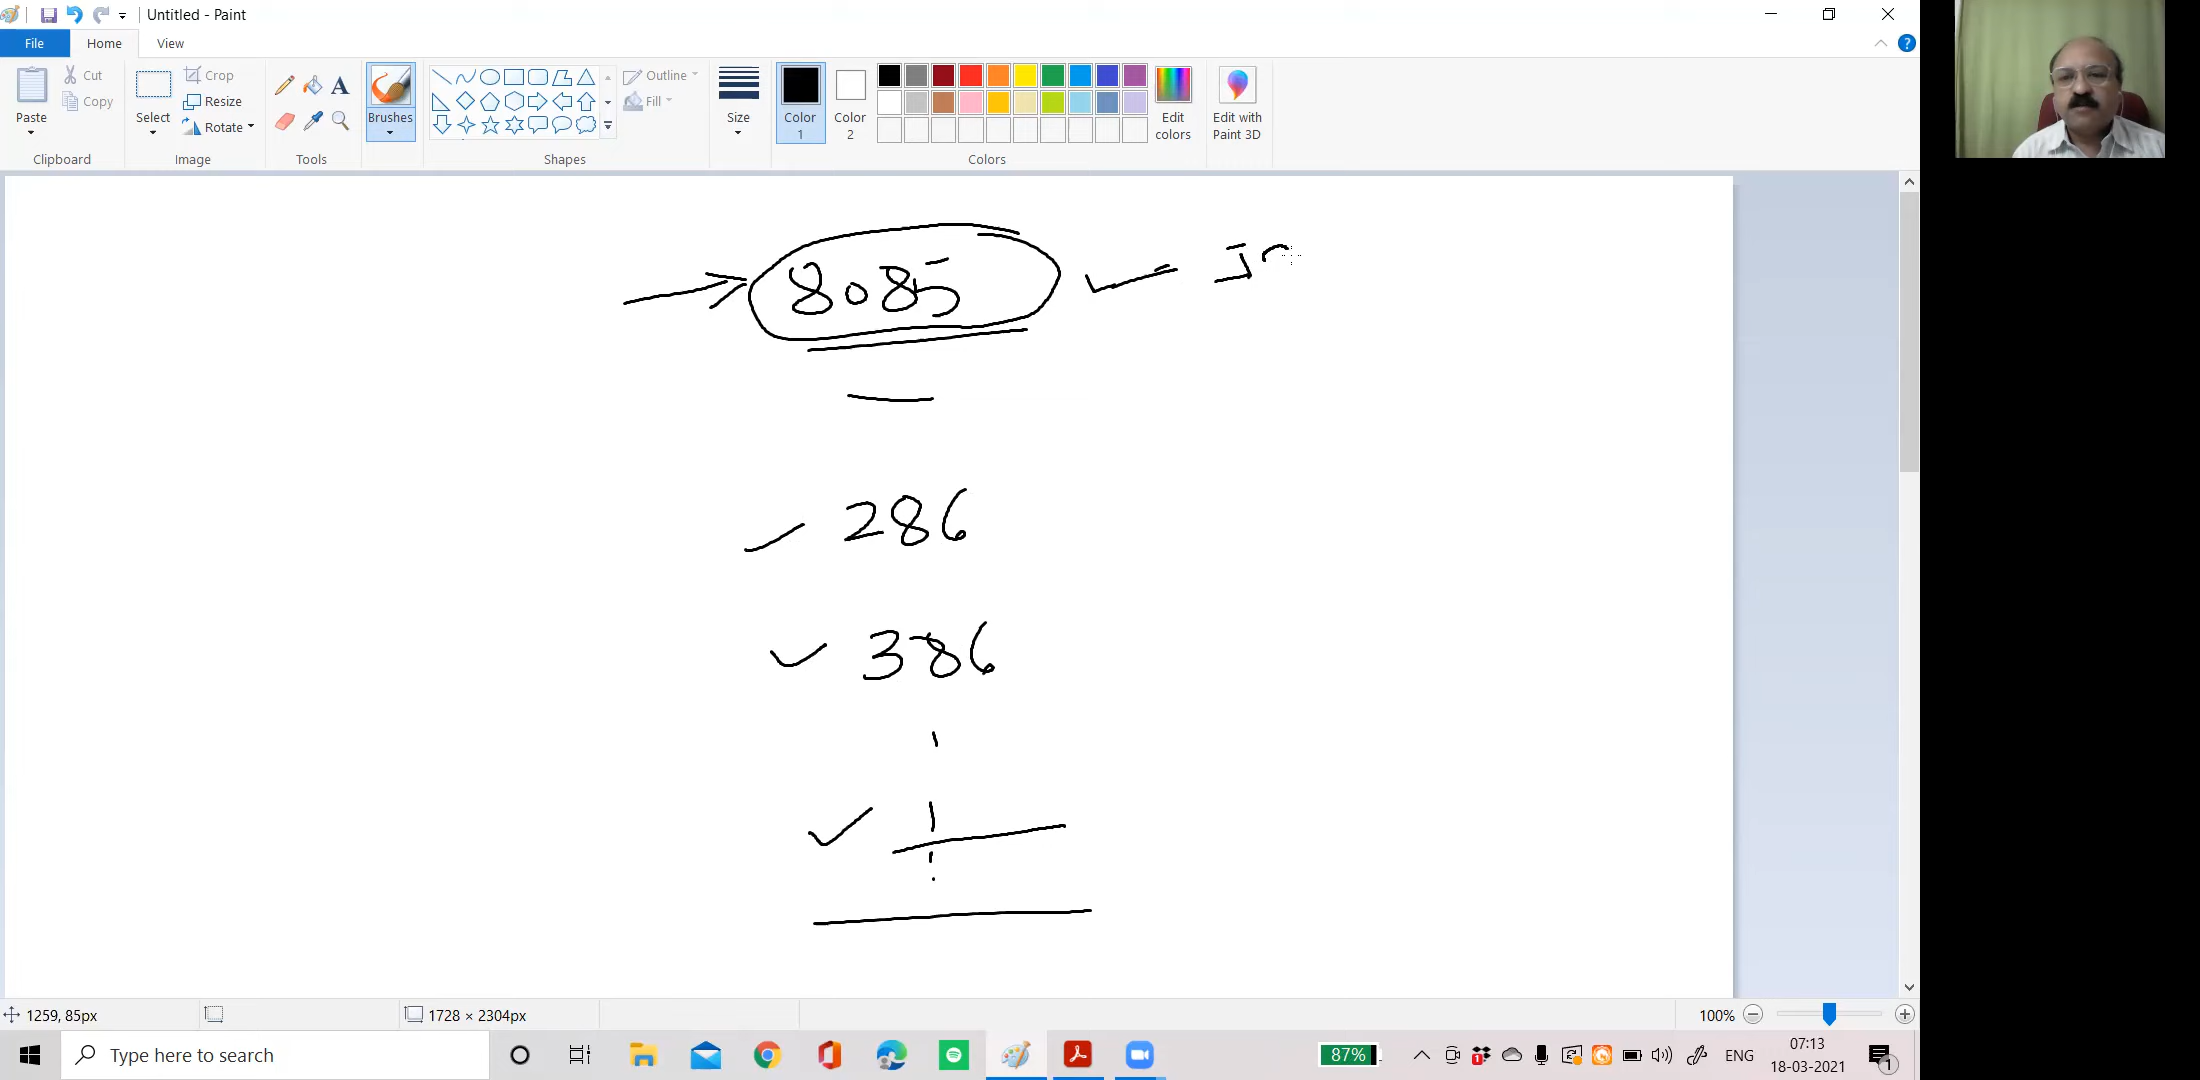 Untitled - Paint
File Home View
Paste Cut Copy Clipboard
Select Crop Resize Rotate Image
Tools
Brushes
Outline Fill Shapes
Size
Color 1 Color 2 Edit colors Colors
Edit with Paint 3D
8085
286
386
1259, 85px 1728 × 2304px 100%
Type here to search 87% ENG 07:13
18-03-2021
1